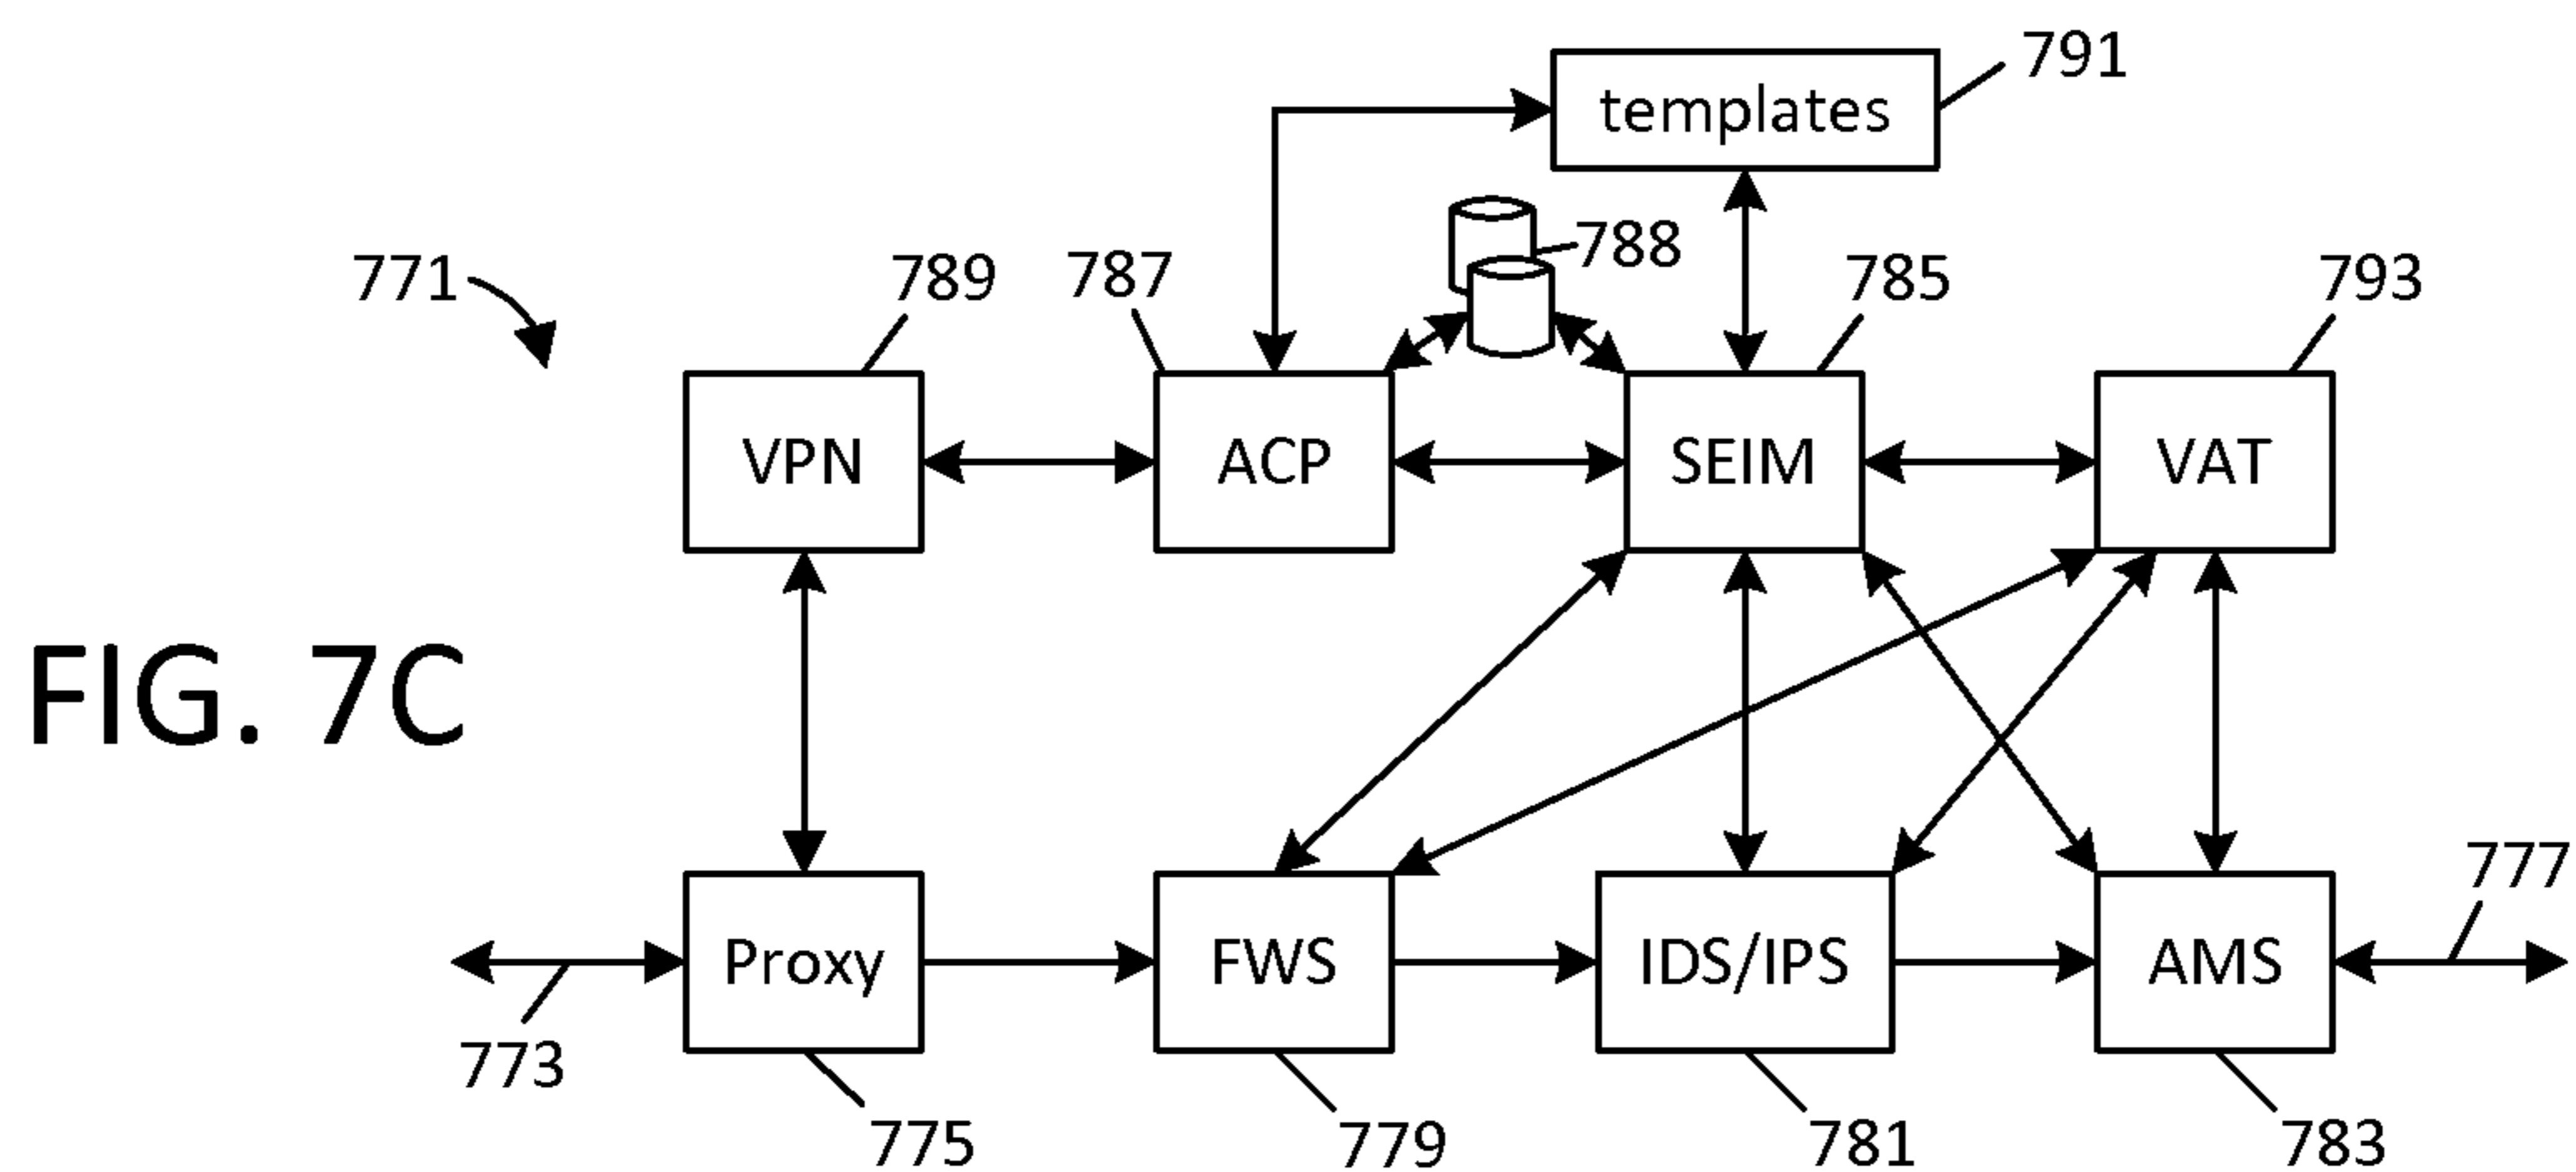 791
templates
788
771
789
787
785
793
VPN
ACP
SEIM
VAT
FIG. 7C
777
Proxy
FWS
IDS/IPS
AMS
773
775
779
781
783